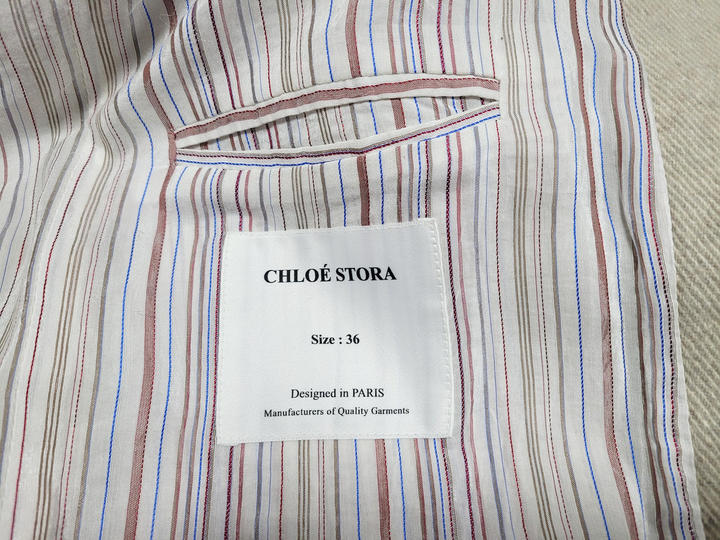 CHLOÉ STORA
Size : 36
Designed in PARIS
Manufacturers of Quality Garments